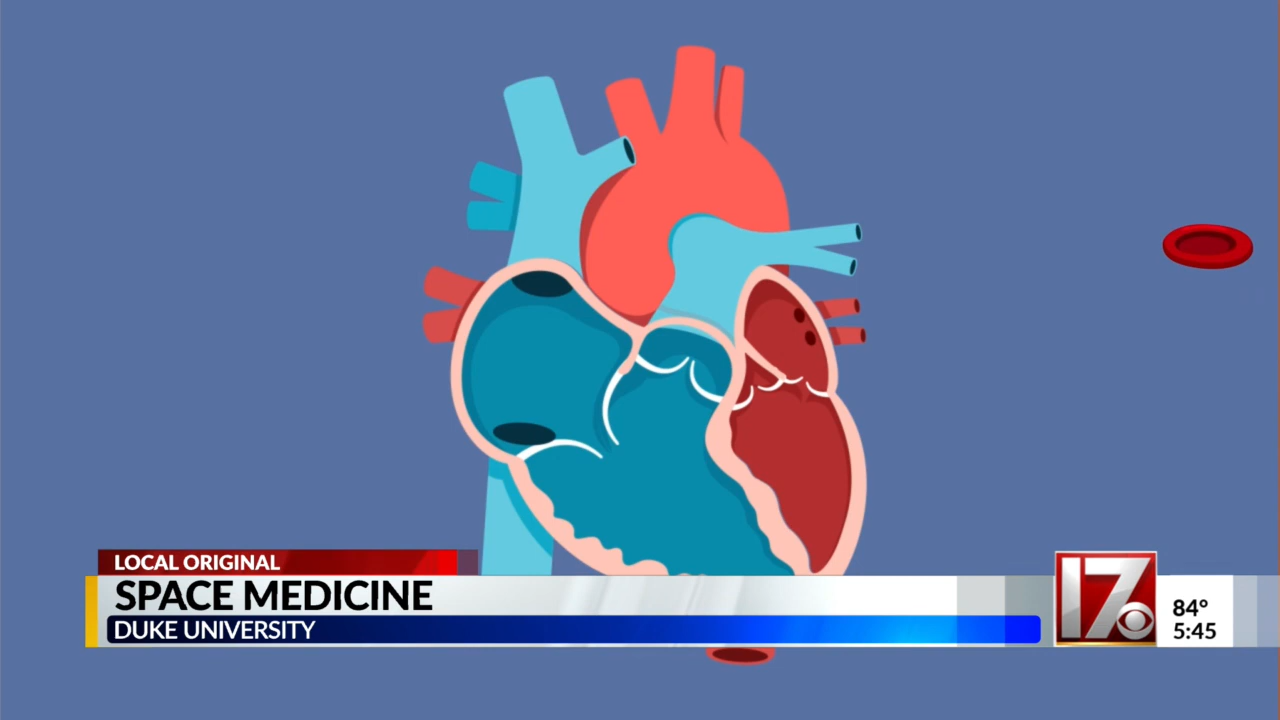 LOCAL ORIGINAL
SPACE MEDICINE
DUKE UNIVERSITY
17
84°
5:45